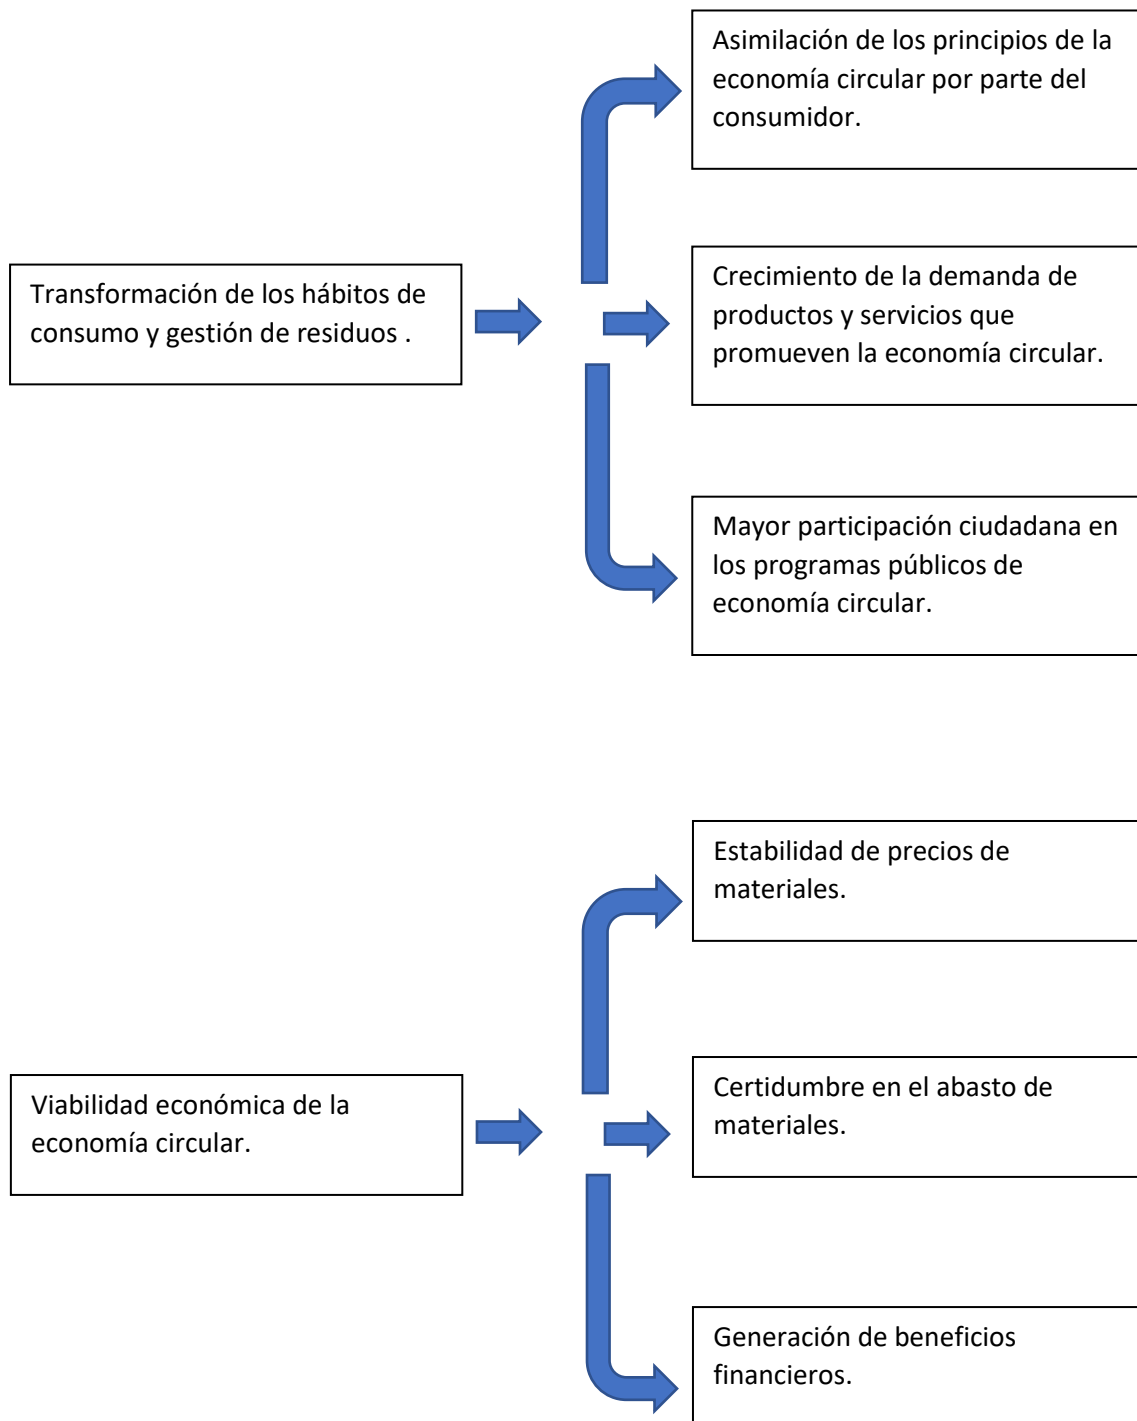 Asimilación de los principios de la
economía circular por parte del
consumidor.
Transformación de los hábitos de
consumo y gestión de residuos .
Crecimiento de la demanda de
productos y servicios que
promueven la economía circular.
Mayor participación ciudadana en
los programas públicos de
economía circular.
Estabilidad de precios de
materiales.
Viabilidad económica de la
economía circular.
Certidumbre en el abasto de
materiales.
Generación de beneficios
financieros.